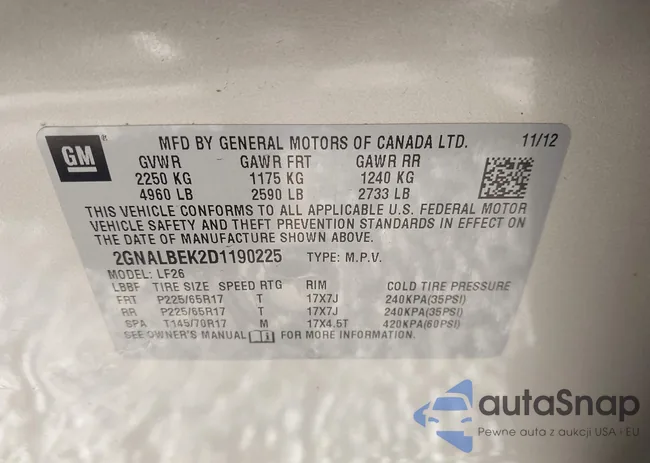 GM
MFD BY GENERAL MOTORS OF CANADA LTD. 11/12
GVWR GAWR FRT GAWR RR
2250 KG 1175 KG 1240 KG
4960 LB 2590 LB 2733 LB
THIS VEHICLE CONFORMS TO ALL APPLICABLE U.S. FEDERAL MOTOR
VEHICLE SAFETY AND THEFT PREVENTION STANDARDS IN EFFECT ON
THE DATE OF MANUFACTURE SHOWN ABOVE.
2GNALBEK2D1190225 TYPE: M.P.V.
MODEL: LF26
LBBF TIRE SIZE SPEED RTG RIM COLD TIRE PRESSURE
FRT P225/65R17 T 17X7J 240KPA(35PSI)
RR P225/65R17 T 17X7J 240KPA(35PSI)
SPA T145/70R17 M 17X4.5T 420KPA(60PSI)
SEE OWNER'S MANUAL FOR MORE INFORMATION.
autoSnap
Pewne auta z aukcji USA - EU